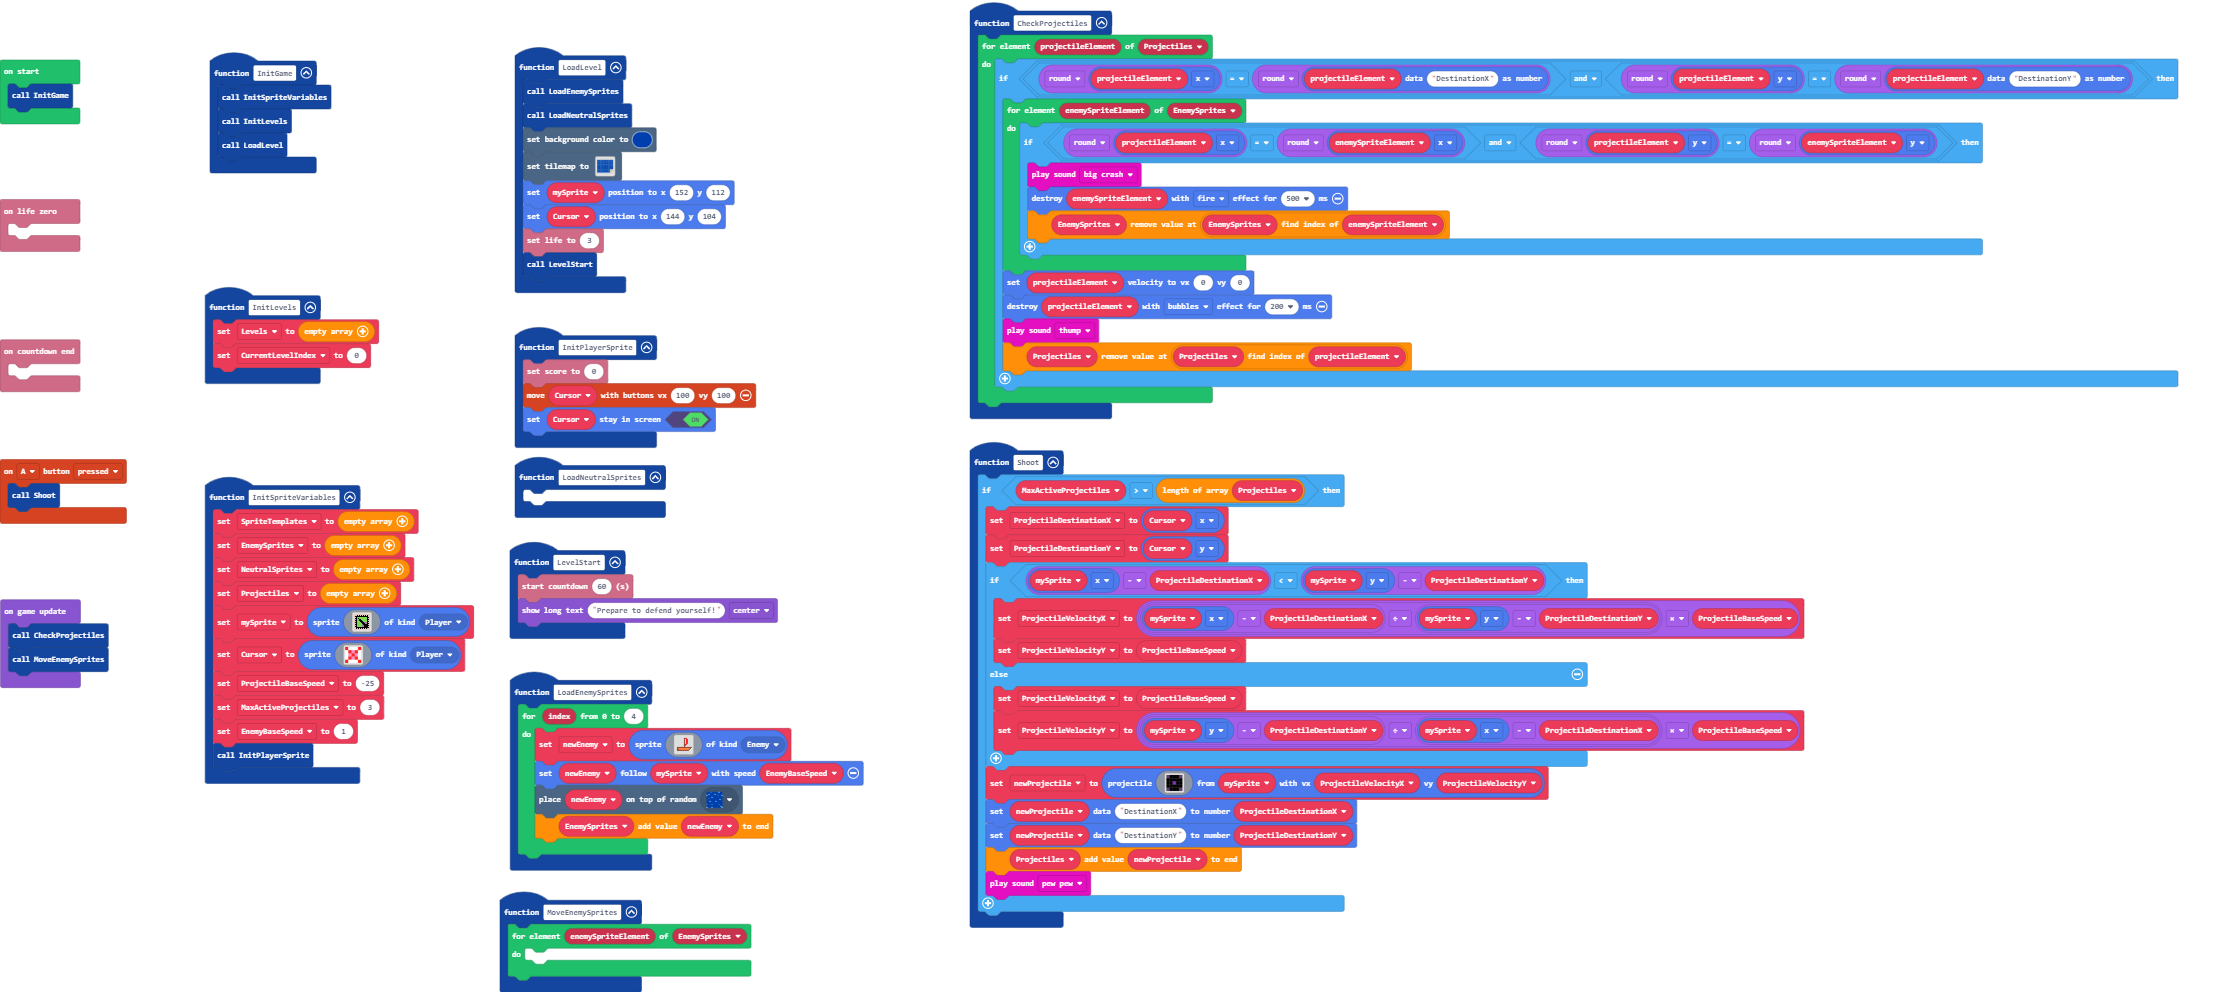 on start
call InitGame
on life zero
on countdown end
on A button pressed
call Shoot
on game update
call CheckProjectiles
call MoveEnemySprites
function InitGame
call InitSpriteVariables
call InitLevels
call LoadLevel
function InitLevels
set Levels to empty array
set CurrentLevelIndex to 0
function InitSpriteVariables
set SpriteTemplates to empty array
set EnemySprites to empty array
set NeutralSprites to empty array
set Projectiles to empty array
set mySprite to sprite of kind Player
set Cursor to sprite of kind Player
set ProjectileBaseSpeed to -25
set MaxActiveProjectiles to 3
set EnemyBaseSpeed to 1
call InitPlayerSprite
function LoadLevel
call LoadEnemySprites
call LoadNeutralSprites
set background color to
set tilemap to
set mySprite position to x 152 y 112
set Cursor position to x 144 y 104
set life to 3
call LevelStart
function InitPlayerSprite
set score to 0
move Cursor with buttons vx 100 vy 100
set Cursor stay in screen ON
function LoadNeutralSprites
function LevelStart
start countdown 60 (s)
show long text "Prepare to defend yourself!" center
function LoadEnemySprites
for index from 0 to 4
do
set newEnemy to sprite of kind Enemy
set newEnemy follow mySprite with speed EnemyBaseSpeed
place newEnemy on top of random
EnemySprites add value newEnemy to end
function MoveEnemySprites
for element enemySpriteElement of EnemySprites
do
function CheckProjectiles
for element projectileElement of Projectiles
do
if round projectileElement x = round projectileElement data "DestinationX" as number and round projectileElement y = round projectileElement data "DestinationY" as number then
for element enemySpriteElement of EnemySprites
do
if round projectileElement x = round enemySpriteElement x and round projectileElement y = round enemySpriteElement y then
play sound big crash
destroy enemySpriteElement with fire effect for 500 ms
EnemySprites remove value at EnemySprites find index of enemySpriteElement
set projectileElement velocity to vx 0 vy 0
destroy projectileElement with bubbles effect for 200 ms
play sound thump
Projectiles remove value at Projectiles find index of projectileElement
function Shoot
if MaxActiveProjectiles > length of array Projectiles then
set ProjectileDestinationX to Cursor x
set ProjectileDestinationY to Cursor y
if mySprite x - ProjectileDestinationX < mySprite y - ProjectileDestinationY then
set ProjectileVelocityX to mySprite x - ProjectileDestinationX ÷ mySprite y - ProjectileDestinationY × ProjectileBaseSpeed
set ProjectileVelocityY to ProjectileBaseSpeed
else
set ProjectileVelocityX to ProjectileBaseSpeed
set ProjectileVelocityY to mySprite y - ProjectileDestinationY ÷ mySprite x - ProjectileDestinationX × ProjectileBaseSpeed
set newProjectile to projectile from mySprite with vx ProjectileVelocityX vy ProjectileVelocityY
set newProjectile data "DestinationX" to number ProjectileDestinationX
set newProjectile data "DestinationY" to number ProjectileDestinationY
Projectiles add value newProjectile to end
play sound pew pew